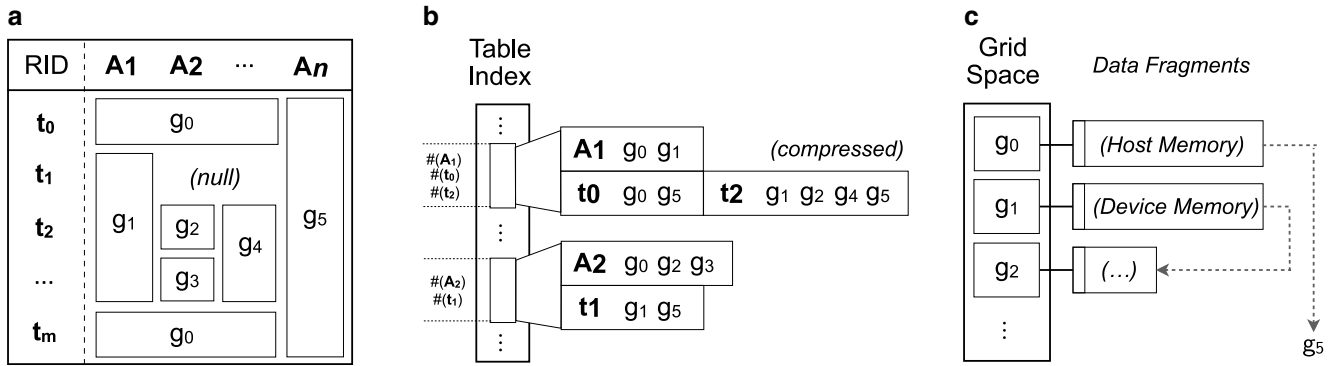 a
RID A1 A2 ... An
t0 g0
t1 g1 (null) g5
t2 g2 g4
... g3
tm g0
b
Table
Index
⋮
#(A1)
#(t0)
#(t2)
A1 g0 g1 (compressed)
t0 g0 g5 t2 g1 g2 g4 g5
⋮
#(A2)
#(t1)
A2 g0 g2 g3
t1 g1 g5
⋮
c
Grid
Space
Data Fragments
g0 (Host Memory)
g1 (Device Memory)
g2 (...)
⋮
g5